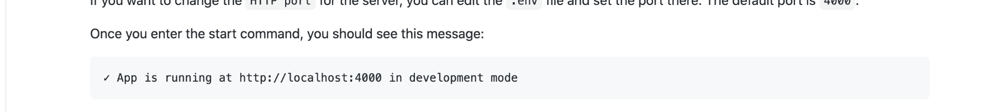 If you want to change the HTTP port for the server, you can edit the .env file and set the port there. The default port is 4000.
Once you enter the start command, you should see this message:
✓ App is running at http://localhost:4000 in development mode